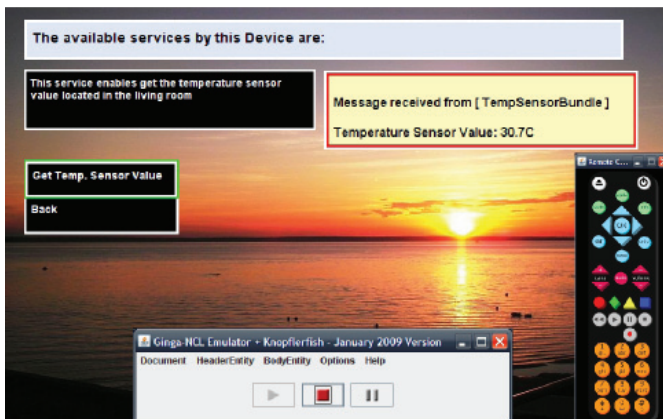 The available services by this Device are:
This service enables get the temperature sensor
value located in the living room
Message received from [ TempSensorBundle ]
Temperature Sensor Value: 30.7C
Get Temp. Sensor Value
Back
Remote C...
OK
Ginga-NCL Emulator + Knopflerfish - January 2009 Version
Document HeaderEntity BodyEntity Options Help